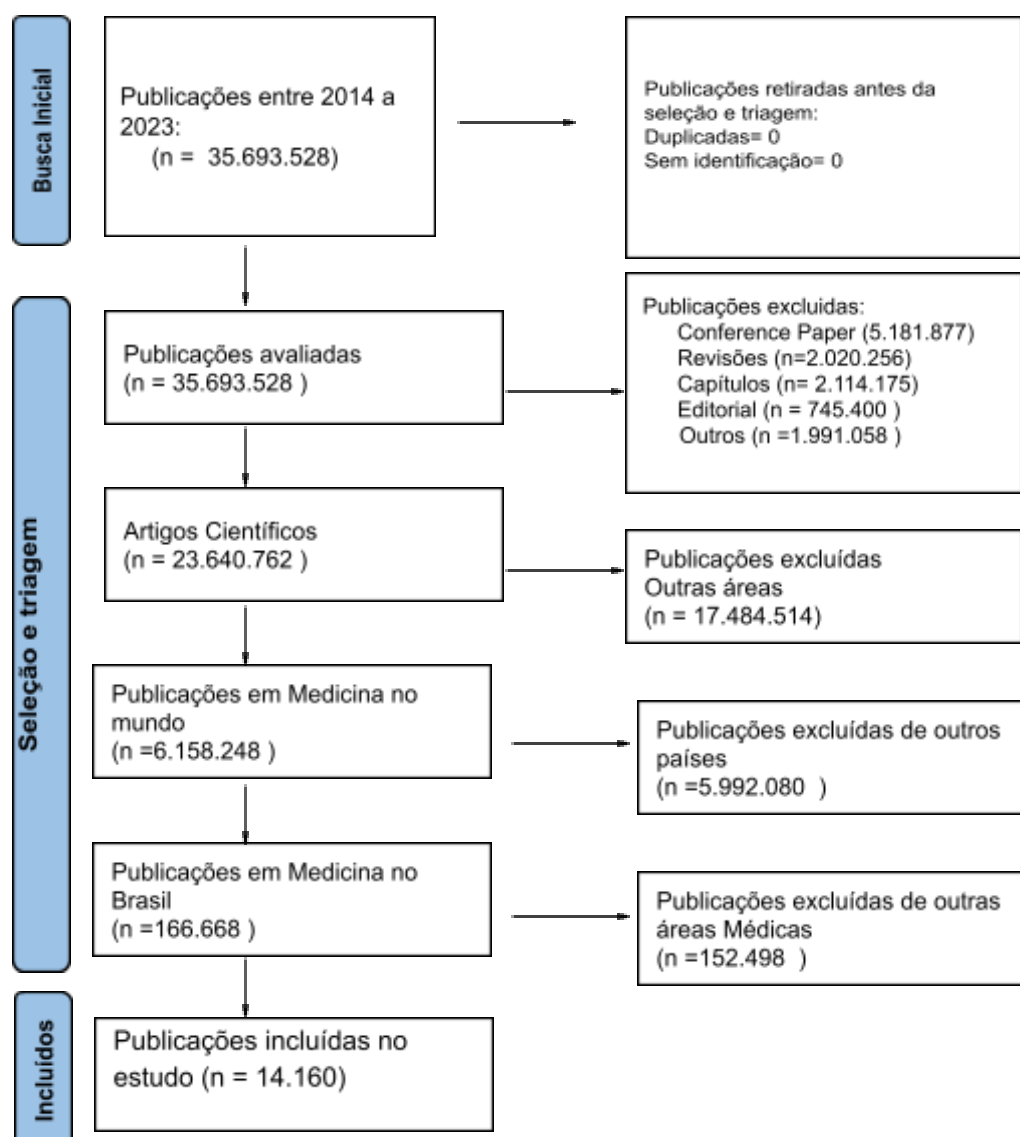 Busca Inicial
Publicações entre 2014 a
2023:
(n = 35.693.528)
Publicações retiradas antes da
seleção e triagem:
Duplicadas= 0
Sem identificação= 0
Seleção e triagem
Publicações avaliadas
(n = 35.693.528 )
Publicações excluidas:
Conference Paper (5.181.877)
Revisões (n=2.020.256)
Capítulos (n= 2.114.175)
Editorial (n = 745.400 )
Outros (n =1.991.058 )
Artigos Científicos
(n = 23.640.762 )
Publicações excluídas
Outras áreas
(n = 17.484.514)
Publicações em Medicina no
mundo
(n =6.158.248 )
Publicações excluídas de outros
países
(n =5.992.080 )
Publicações em Medicina no
Brasil
(n =166.668 )
Publicações excluídas de outras
áreas Médicas
(n =152.498 )
Incluídos
Publicações incluídas no
estudo (n = 14.160)